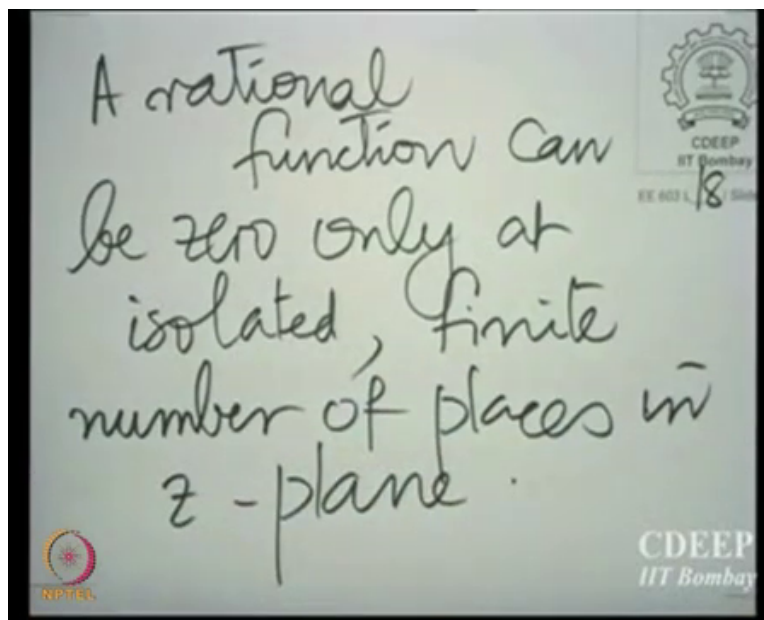 A rational
function can
be zero only at
isolated, finite
number of places in
z-plane.
CDEEP
IIT Bombay
EE 603 L 18 / Slide
NPTEL
CDEEP
IIT Bombay